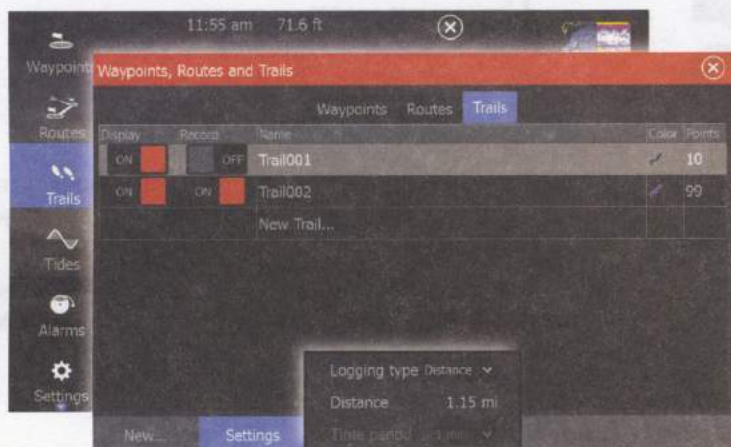 11:55 am 71.6 ft
Waypoints
Waypoints, Routes and Trails
Waypoints Routes Trails
Routes
Display Record Name Color Points
ON OFF Trail001 10
Trails
ON ON Trail002 99
New Trail...
Tides
Alarms
Settings
Logging type Distance
Distance 1.15 mi
New... Settings Time period